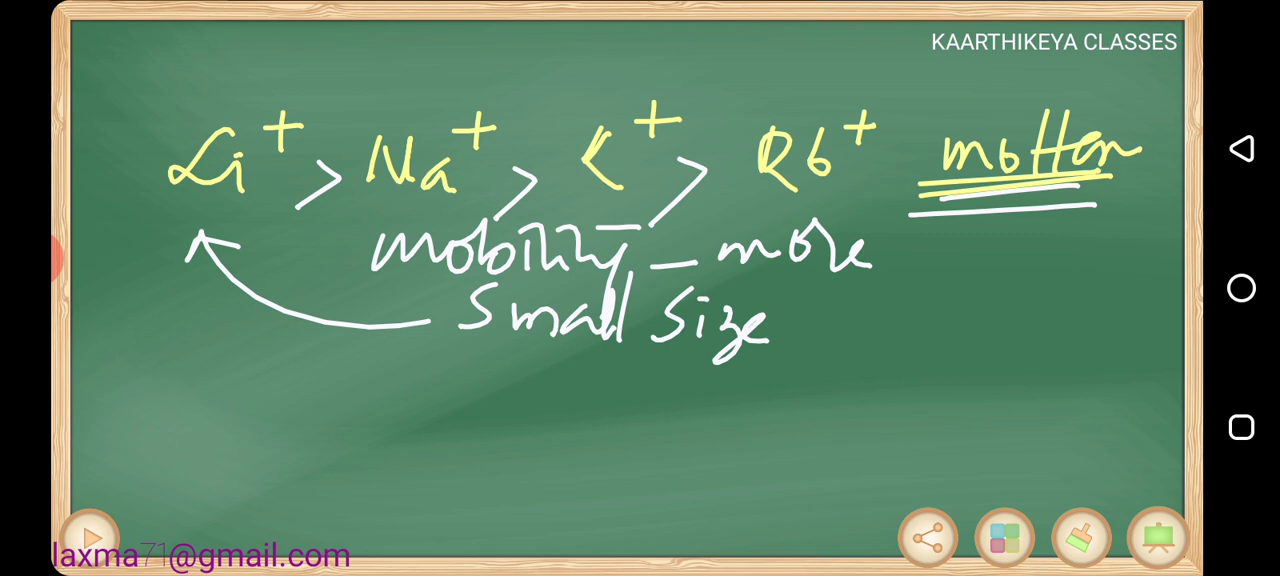 KAARTHIKEYA CLASSES
Li+ > Na+ > K+ > Rb+ molten
mobility - more
Small Size
laxma71@gmail.com